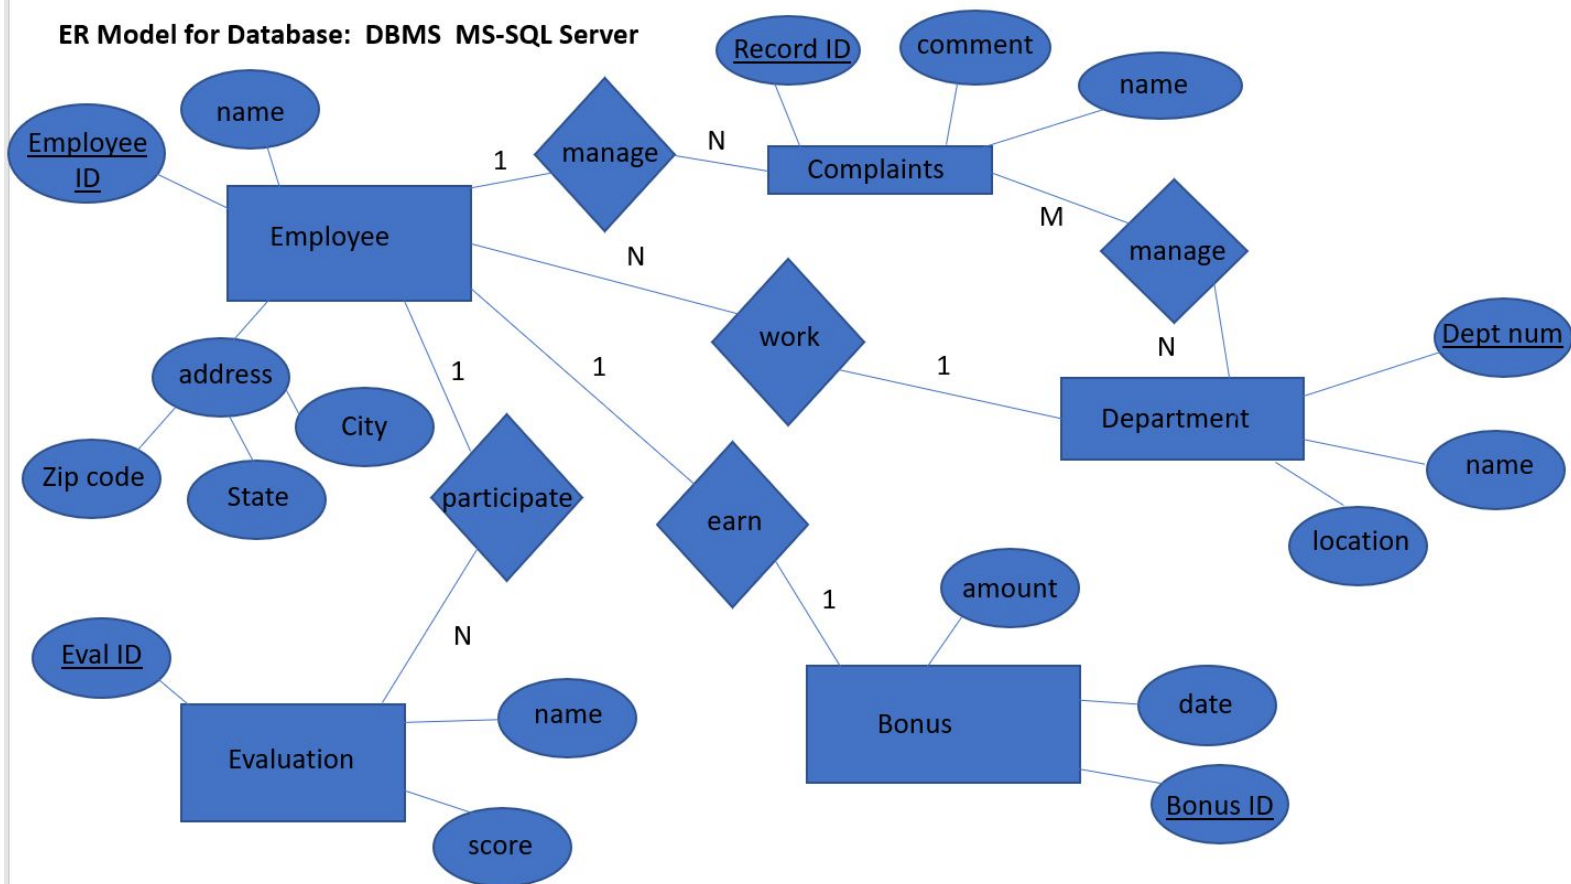 ER Model for Database:  DBMS  MS-SQL Server
Record ID
comment
name
name
Employee
ID
1
manage
N
Complaints
Employee
M
manage
N
work
N
Dept num
address
1
1
1
Department
City
name
Zip code
State
participate
earn
location
amount
1
N
Eval ID
name
date
Bonus
Evaluation
Bonus ID
score